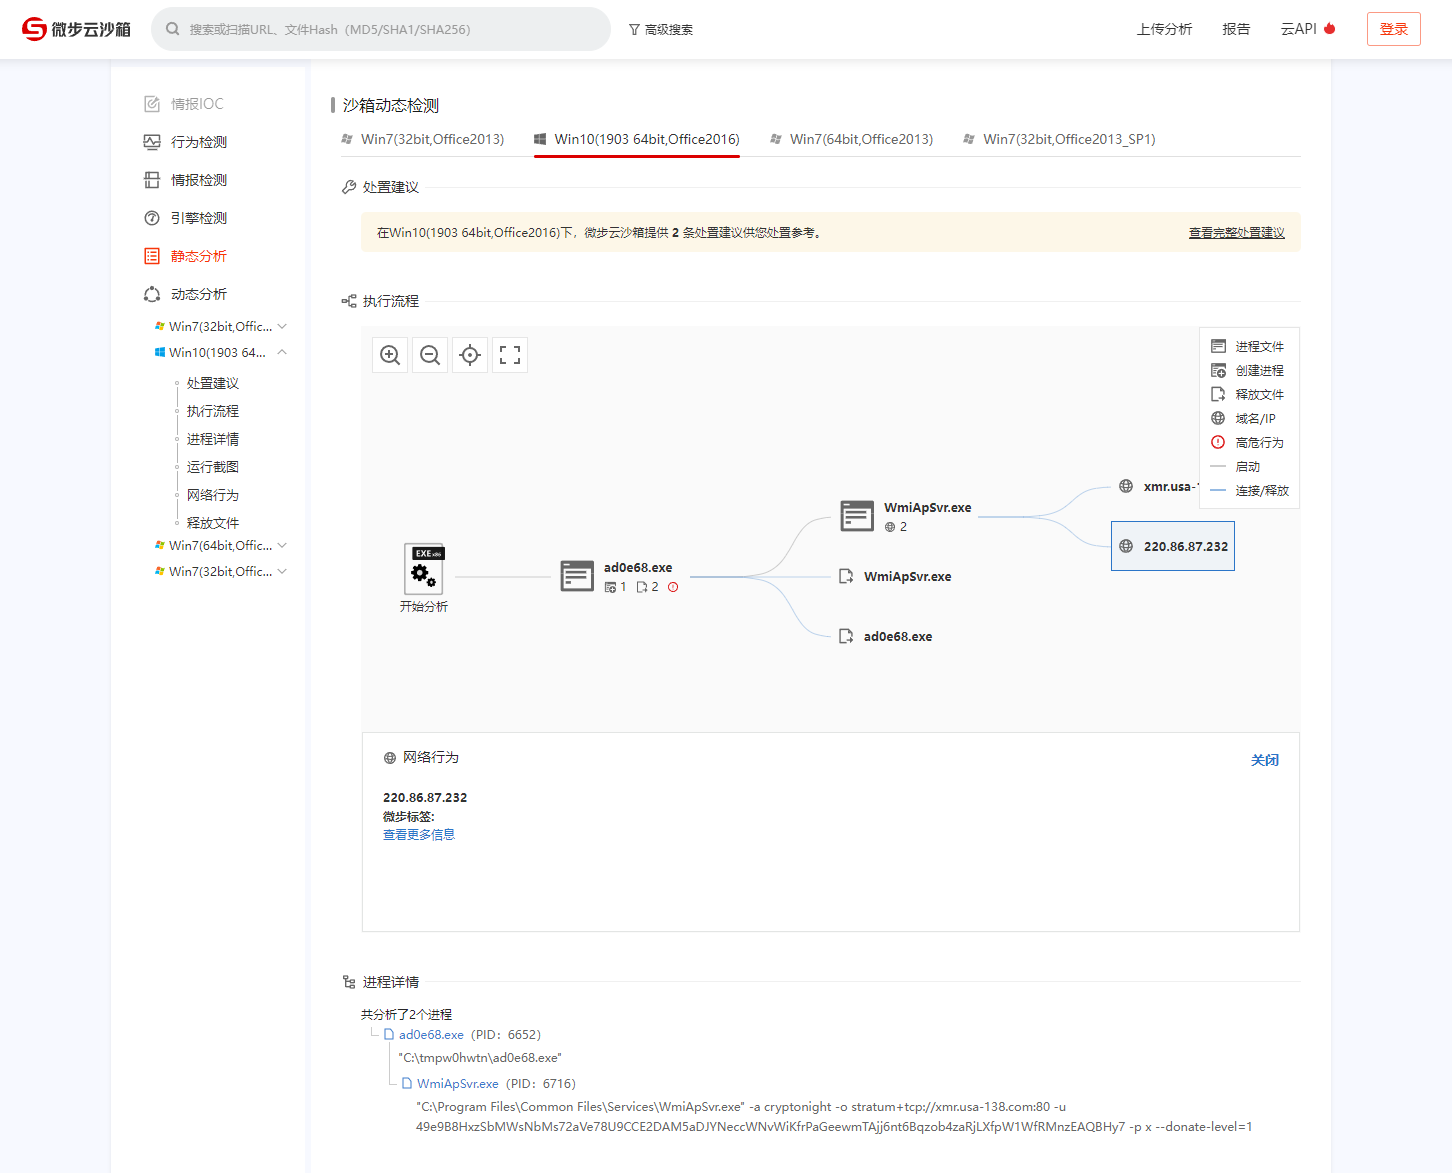 微步云沙箱
搜索或扫描URL、文件Hash（MD5/SHA1/SHA256）
高级搜索
上传分析
报告
云API
登录
情报IOC
行为检测
情报检测
引擎检测
静态分析
动态分析
Win7(32bit,Offic...
Win10(1903 64...
处置建议
执行流程
进程详情
运行截图
网络行为
释放文件
Win7(64bit,Offic...
Win7(32bit,Offic...
沙箱动态检测
Win7(32bit,Office2013)
Win10(1903 64bit,Office2016)
Win7(64bit,Office2013)
Win7(32bit,Office2013_SP1)
处置建议
在Win10(1903 64bit,Office2016)下，微步云沙箱提供 2 条处置建议供您处置参考。
查看完整处置建议
执行流程
进程文件
创建进程
释放文件
域名/IP
高危行为
启动
连接/释放
EXE x86
开始分析
ad0e68.exe
1 2
WmiApSvr.exe
2
WmiApSvr.exe
ad0e68.exe
xmr.usa-
220.86.87.232
网络行为
关闭
220.86.87.232
微步标签:
查看更多信息
进程详情
共分析了2个进程
ad0e68.exe (PID: 6652)
"C:\tmpw0hwtn\ad0e68.exe"
WmiApSvr.exe (PID: 6716)
"C:\Program Files\Common Files\Services\WmiApSvr.exe" -a cryptonight -o stratum+tcp://xmr.usa-138.com:80 -u
49e9B8HxzSbMWsNbMs72aVe78U9CCE2DAM5aDJYNeccWNvWiKfrPaGeewmTAjj6nt6Bqzob4zaRjLXfpW1WfRMnzEAQBHy7 -p x --donate-level=1